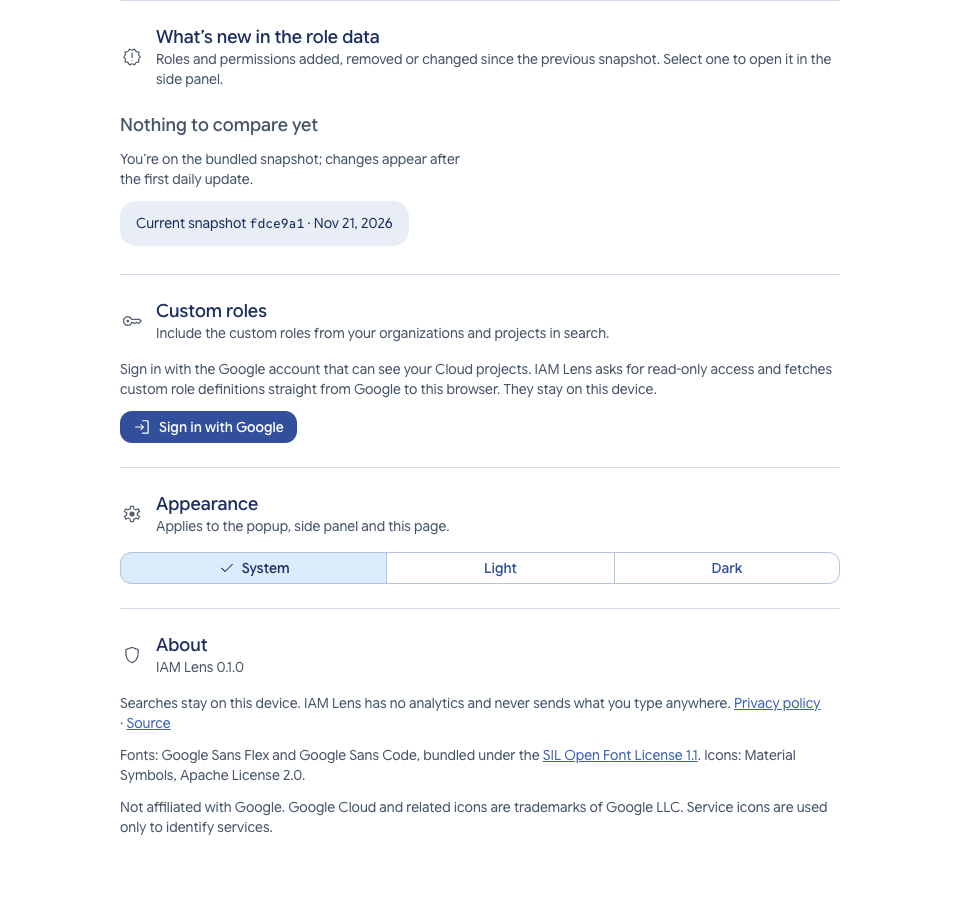 What's new in the role data
Roles and permissions added, removed or changed since the previous snapshot. Select one to open it in the
side panel.
Nothing to compare yet
You're on the bundled snapshot; changes appear after
the first daily update.
Current snapshot fdce9a1 · Nov 21, 2026
Custom roles
Include the custom roles from your organizations and projects in search.
Sign in with the Google account that can see your Cloud projects. IAM Lens asks for read-only access and fetches
custom role definitions straight from Google to this browser. They stay on this device.
Sign in with Google
Appearance
Applies to the popup, side panel and this page.
System Light Dark
About
IAM Lens 0.1.0
Searches stay on this device. IAM Lens has no analytics and never sends what you type anywhere. Privacy policy
· Source
Fonts: Google Sans Flex and Google Sans Code, bundled under the SIL Open Font License 1.1. Icons: Material
Symbols, Apache License 2.0.
Not affiliated with Google. Google Cloud and related icons are trademarks of Google LLC. Service icons are used
only to identify services.